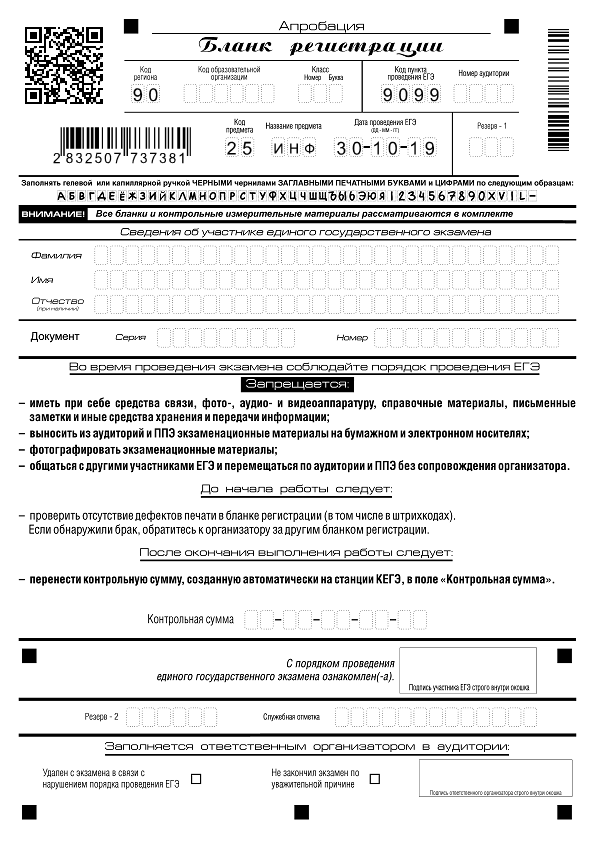 Апробация
Бланк регистрации
Код региона
Код образовательной организации
Класс
Номер Буква
Код пункта проведения ЕГЭ
Номер аудитории
90
9099
Код предмета
Название предмета
Дата проведения ЕГЭ
(дд-мм-гг)
Резерв - 1
2832507737381
25
ИНФ
30-10-19
Заполнять гелевой или капиллярной ручкой ЧЕРНЫМИ чернилами ЗАГЛАВНЫМИ ПЕЧАТНЫМИ БУКВАМИ и ЦИФРАМИ по следующим образцам:
АБВГДЕЁЖЗИЙКЛМНОПРСТУФХЦЧШЩЪЫЬЭЮЯ1234567890XVIL-
ВНИМАНИЕ! Все бланки и контрольные измерительные материалы рассматриваются в комплекте
Сведения об участнике единого государственного экзамена
Фамилия
Имя
Отчество
(при наличии)
Документ Серия Номер
Во время проведения экзамена соблюдайте порядок проведения ЕГЭ
Запрещается:
– иметь при себе средства связи, фото-, аудио- и видеоаппаратуру, справочные материалы, письменные
заметки и иные средства хранения и передачи информации;
– выносить из аудиторий и ППЭ экзаменационные материалы на бумажном и электронном носителях;
– фотографировать экзаменационные материалы;
– общаться с другими участниками ЕГЭ и перемещаться по аудитории и ППЭ без сопровождения организатора.
До начала работы следует:
– проверить отсутствие дефектов печати в бланке регистрации (в том числе в штрихкодах).
Если обнаружили брак, обратитесь к организатору за другим бланком регистрации.
После окончания выполнения работы следует:
– перенести контрольную сумму, созданную автоматически на станции КЕГЭ, в поле «Контрольная сумма».
Контрольная сумма - - - - -
С порядком проведения
единого государственного экзамена ознакомлен(-а).
Подпись участника ЕГЭ строго внутри окошка
Резерв - 2 Служебная отметка
Заполняется ответственным организатором в аудитории:
Удален с экзамена в связи с
нарушением порядка проведения ЕГЭ
Не закончил экзамен по
уважительной причине
Подпись ответственного организатора строго внутри окошка